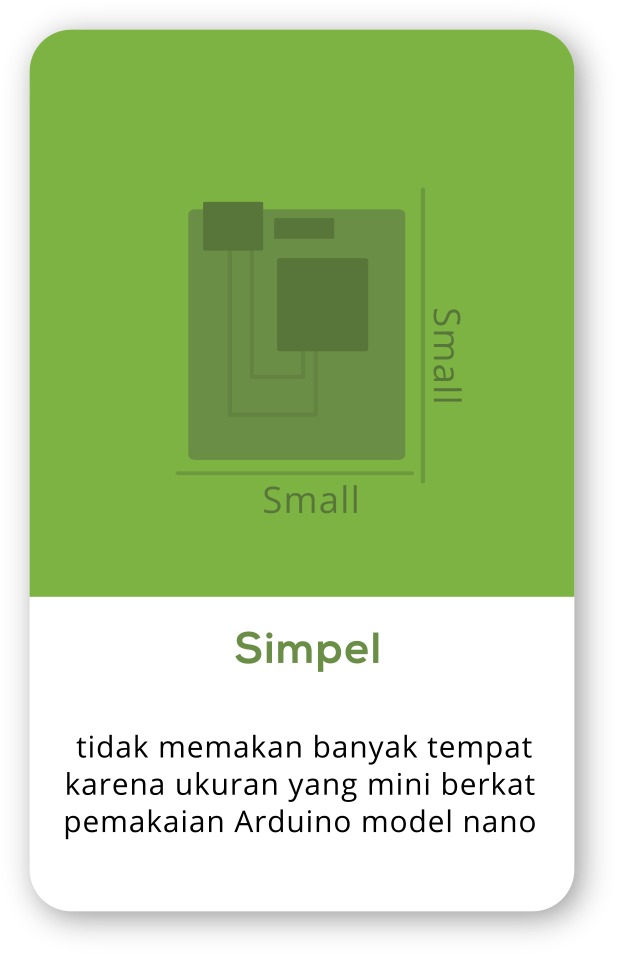 Small
Small
Simpel
tidak memakan banyak tempat
karena ukuran yang mini berkat
pemakaian Arduino model nano